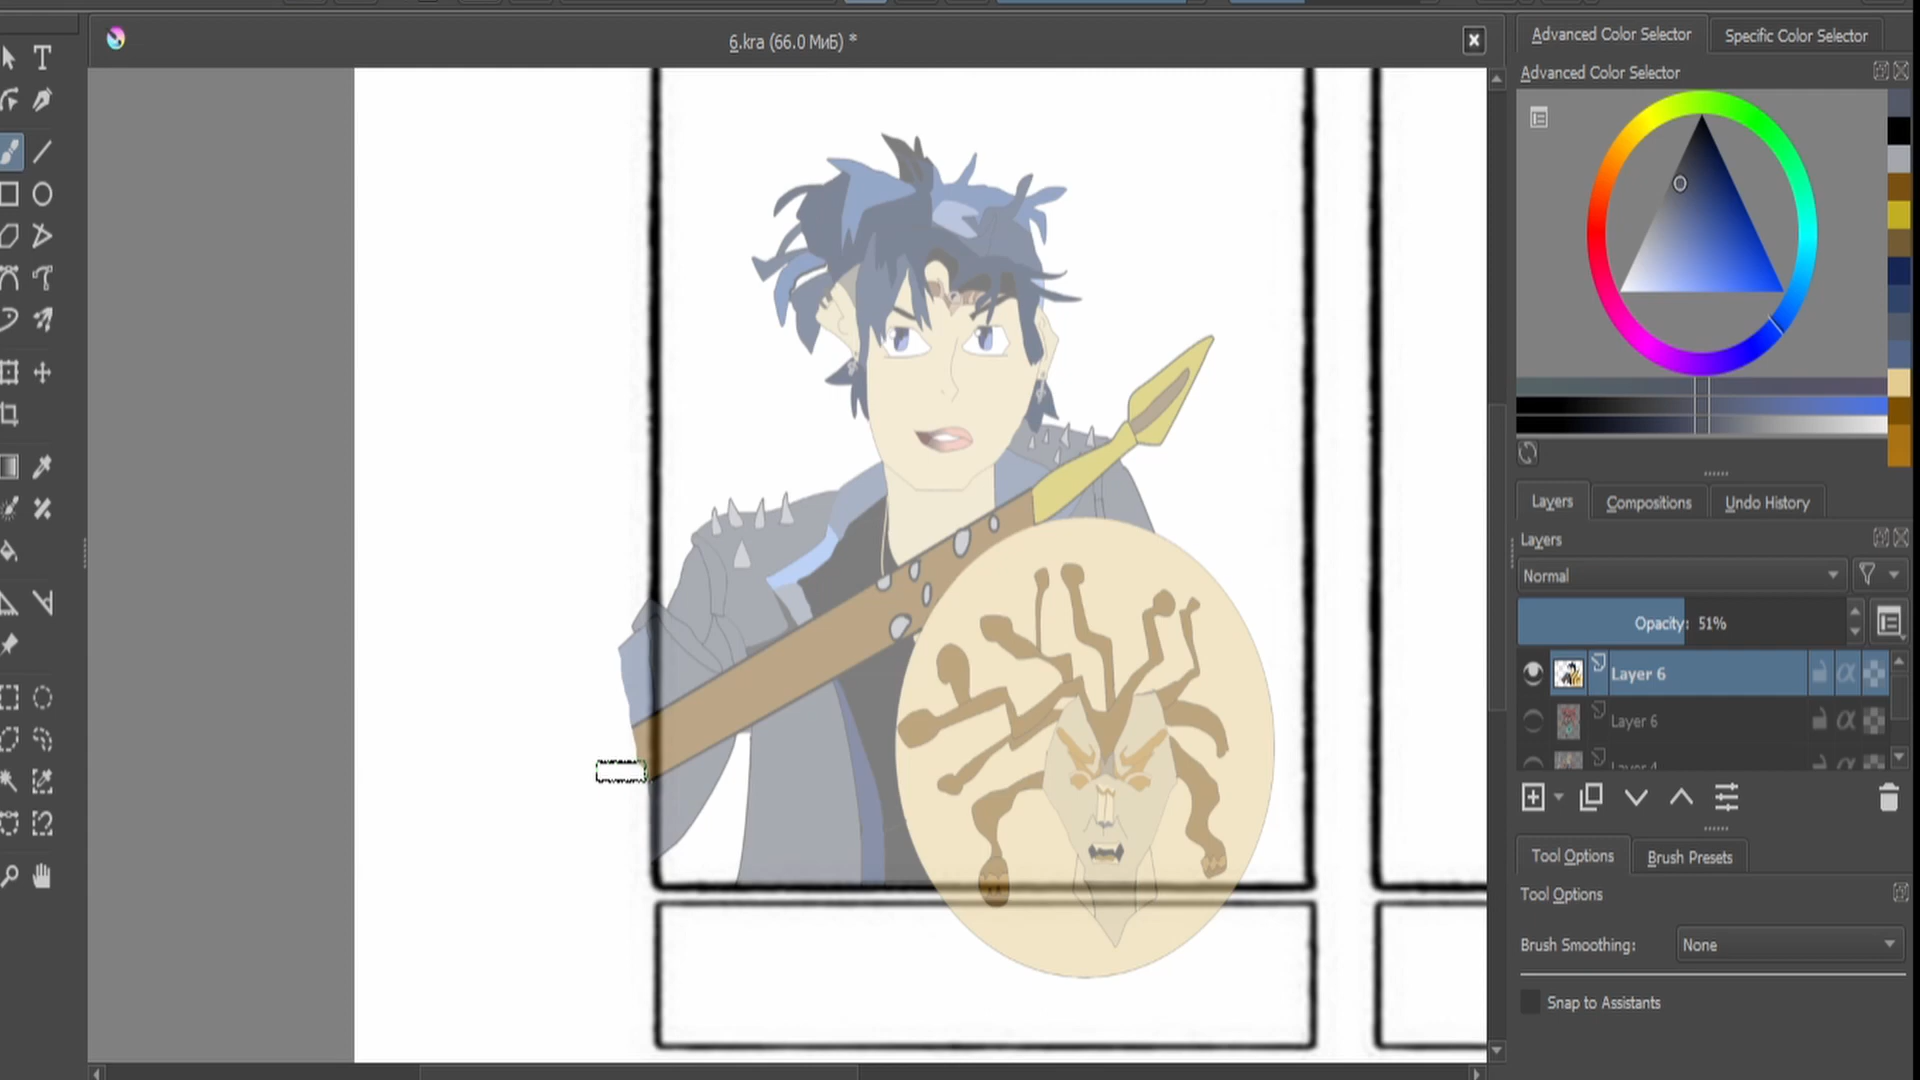 6.kra (66.0 МиБ) *
Advanced Color Selector
Specific Color Selector
Advanced Color Selector
Layers
Compositions
Undo History
Layers
Normal
Opacity: 51%
Layer 6
Layer 6
Tool Options
Brush Presets
Tool Options
Brush Smoothing:
None
Snap to Assistants